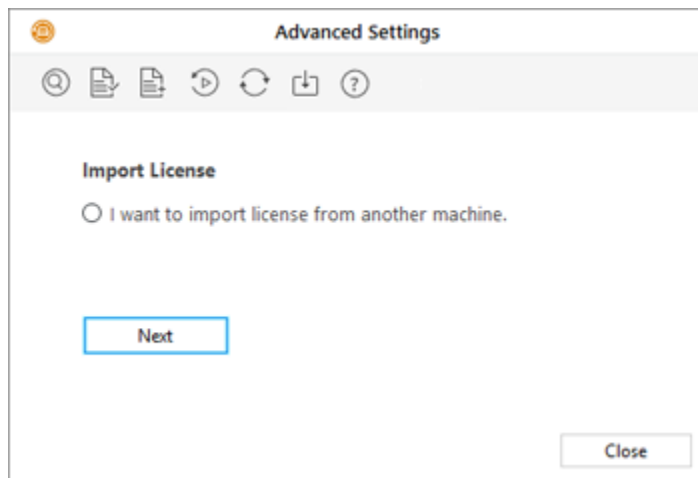 Advanced Settings
Import License
I want to import license from another machine.
Next
Close